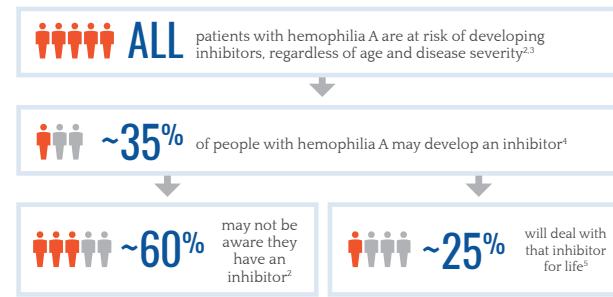 ALL patients with hemophilia A are at risk of developing
inhibitors, regardless of age and disease severity2,3
~35% of people with hemophilia A may develop an inhibitor4
~60%
may not be
aware they
have an
inhibitor2
~25%
will deal with
that inhibitor
for life5